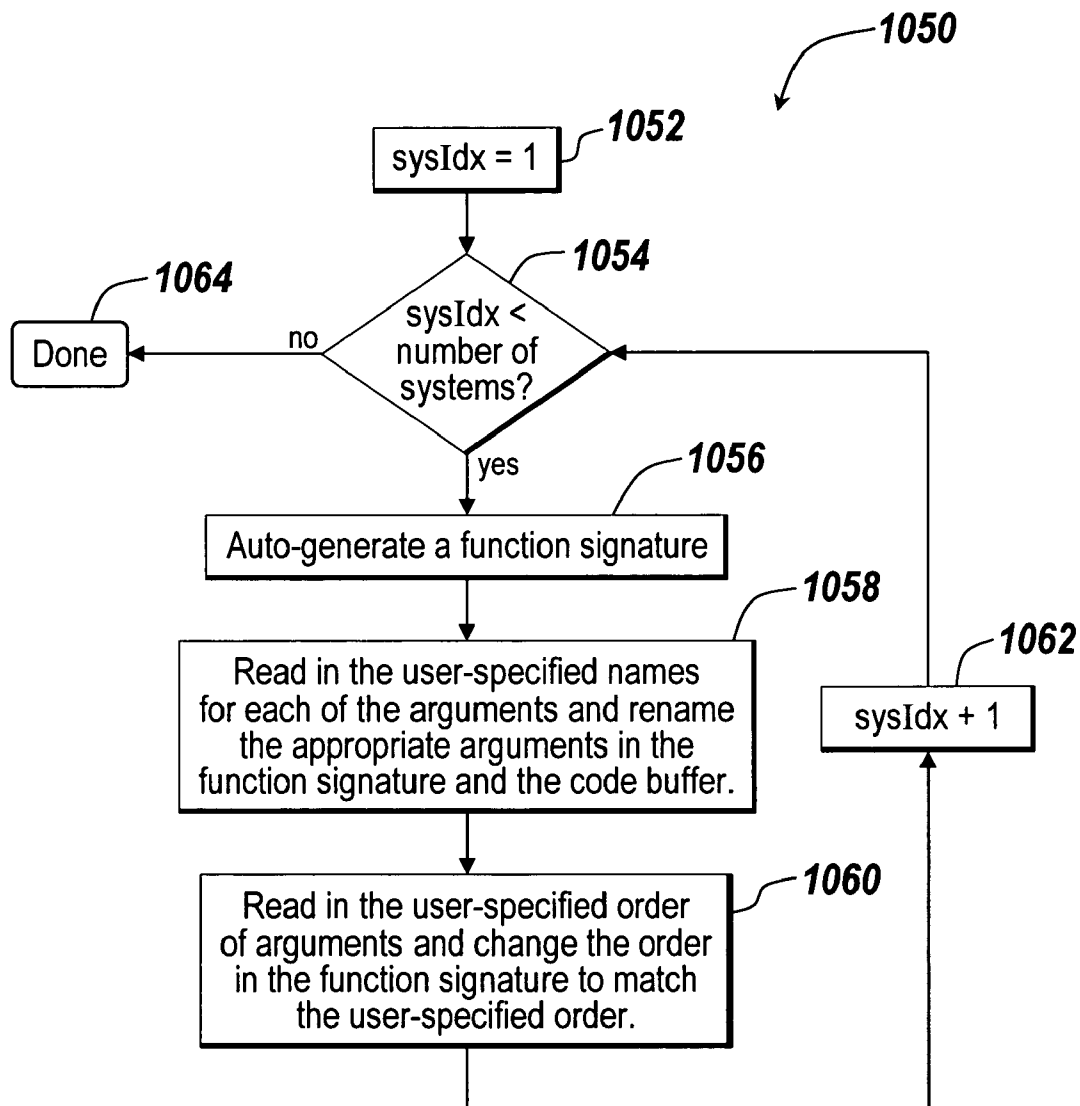 1050
1052
sysIdx = 1
1054
1064
sysIdx <
number of
systems?
no
Done
yes
1056
Auto-generate a function signature
1058
Read in the user-specified names
for each of the arguments and rename
the appropriate arguments in the
function signature and the code buffer.
1062
sysIdx + 1
1060
Read in the user-specified order
of arguments and change the order
in the function signature to match
the user-specified order.